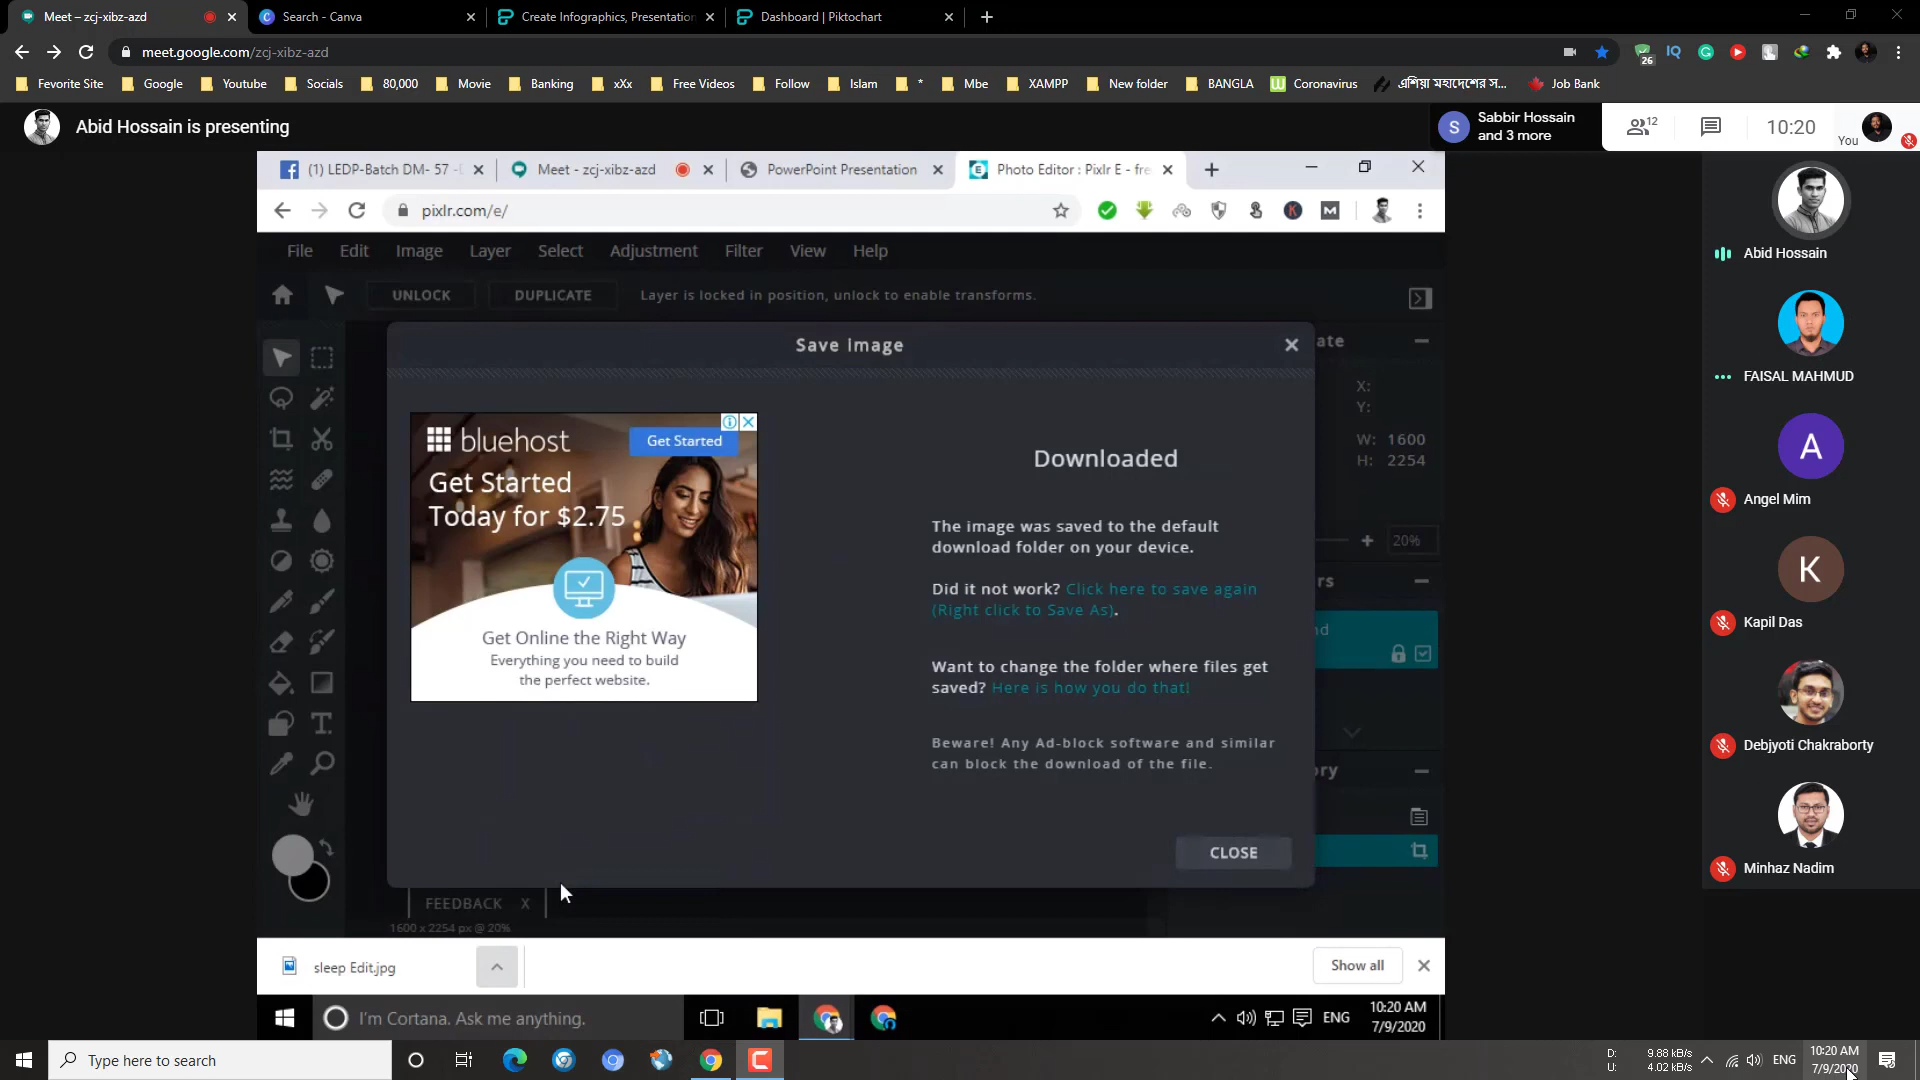 Meet – zcj-xibz-azd
Search - Canva
Create Infographics, Presentation
Dashboard | Piktochart
meet.google.com/zcj-xibz-azd
26
IQ
Fevorite Site
Google
Youtube
Socials
80,000
Movie
Banking
xXx
Free Videos
Follow
Islam
*
Mbe
XAMPP
New folder
BANGLA
Coronavirus
এশিয়া মহাদেশের স...
Job Bank
Abid Hossain is presenting
S
Sabbir Hossain
and 3 more
12
10:20
You
(1) LEDP-Batch DM- 57 -
Meet - zcj-xibz-azd
PowerPoint Presentation
Photo Editor : Pixlr E - fre
pixlr.com/e/
File
Edit
Image
Layer
Select
Adjustment
Filter
View
Help
UNLOCK
DUPLICATE
Layer is locked in position, unlock to enable transforms.
Save image
ate
X:
Y:
W: 1600
H: 2254
20%
bluehost
Get Started
Get Started
Today for $2.75
Get Online the Right Way
Everything you need to build
the perfect website.
Downloaded
The image was saved to the default
download folder on your device.
Did it not work? Click here to save again
(Right click to Save As).
Want to change the folder where files get
saved? Here is how you do that!
Beware! Any Ad-block software and similar
can block the download of the file.
CLOSE
rs
nd
ory
FEEDBACK X
1600 x 2254 px @ 20%
sleep Edit.jpg
Show all
I'm Cortana. Ask me anything.
ENG
10:20 AM
7/9/2020
Abid Hossain
FAISAL MAHMUD
A
Angel Mim
K
Kapil Das
Debjyoti Chakraborty
Minhaz Nadim
Type here to search
D: 9.88 kB/s
U: 4.02 kB/s
ENG
10:20 AM
7/9/2020